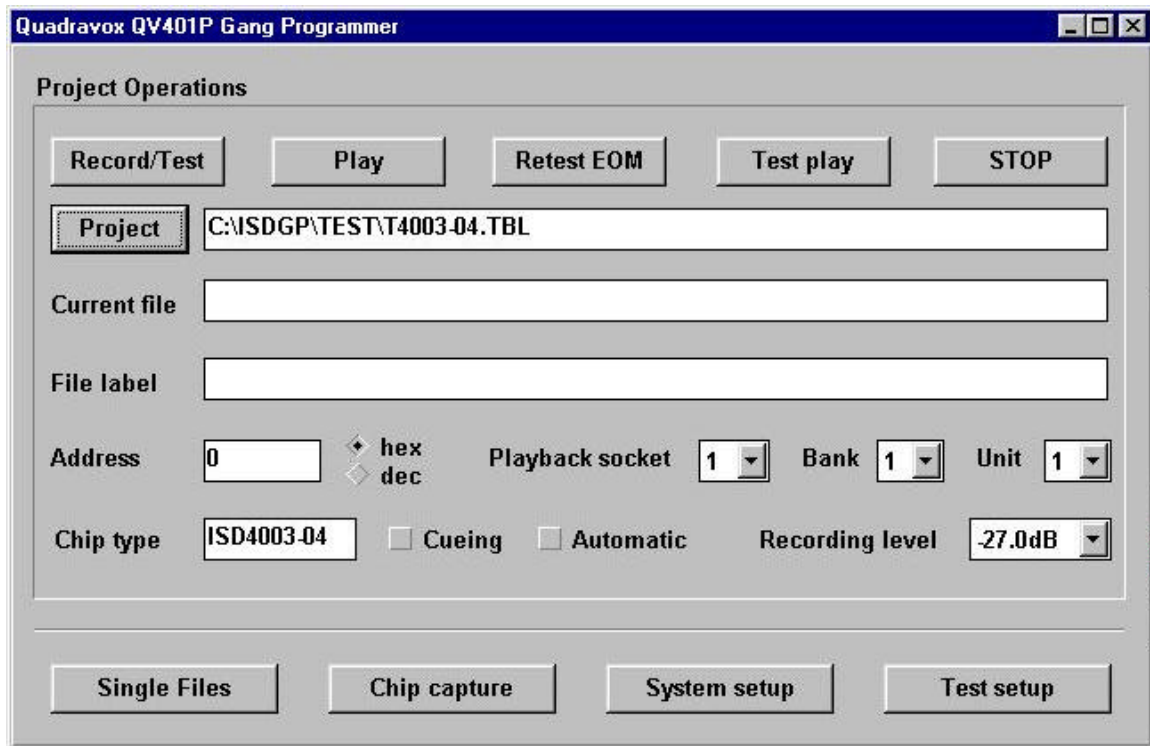 Quadravox QV401P Gang Programmer
Project Operations
Record/Test Play Retest EOM Test play STOP
Project C:\ISDGP\TEST\T4003-04.TBL
Current file
File label
Address 0 hex dec Playback socket 1 Bank 1 Unit 1
Chip type ISD4003-04 Cueing Automatic Recording level -27.0dB
Single Files Chip capture System setup Test setup